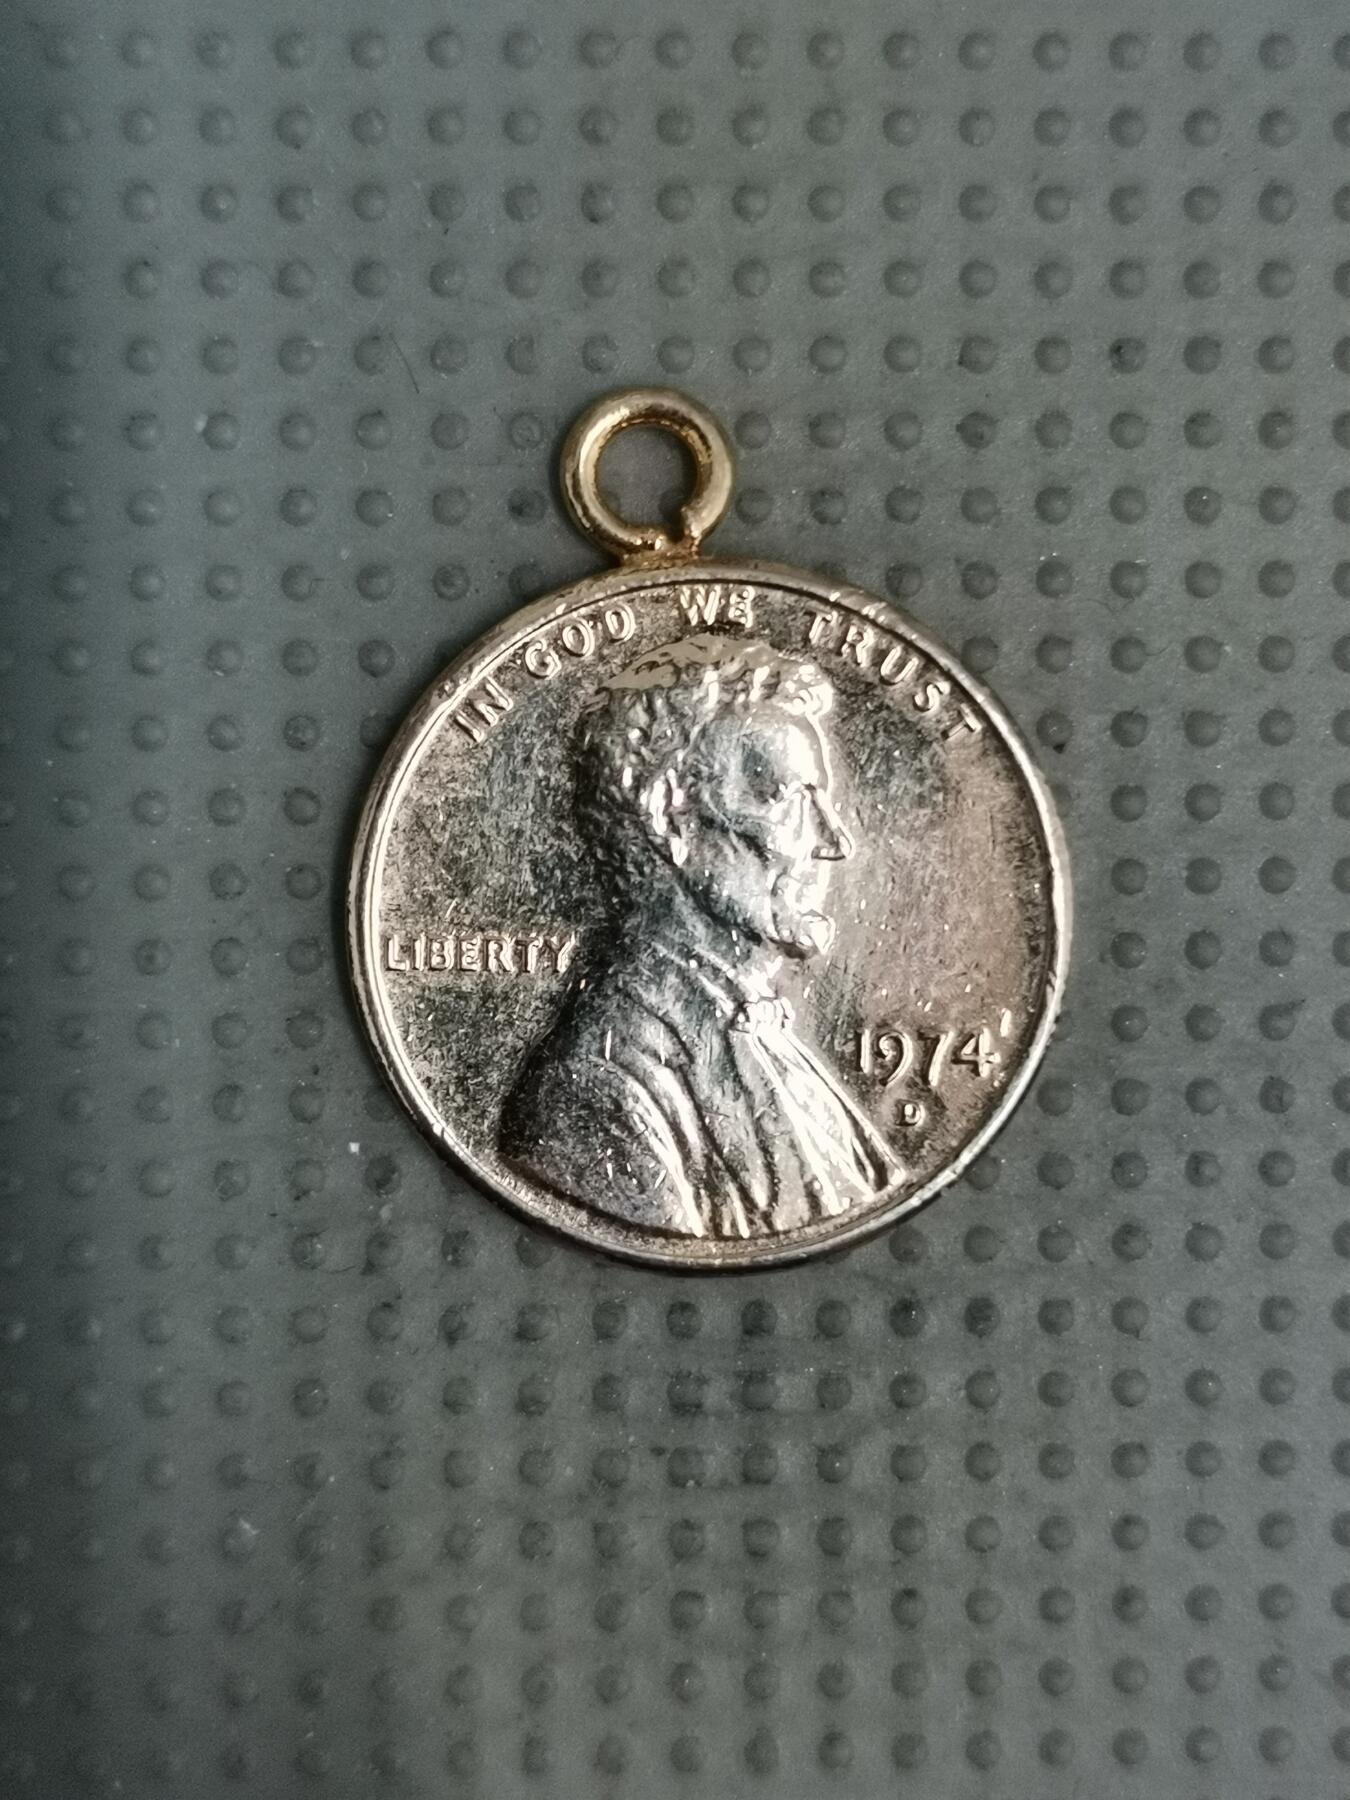 IN GOD WE TRUST
LIBERTY
1974
D